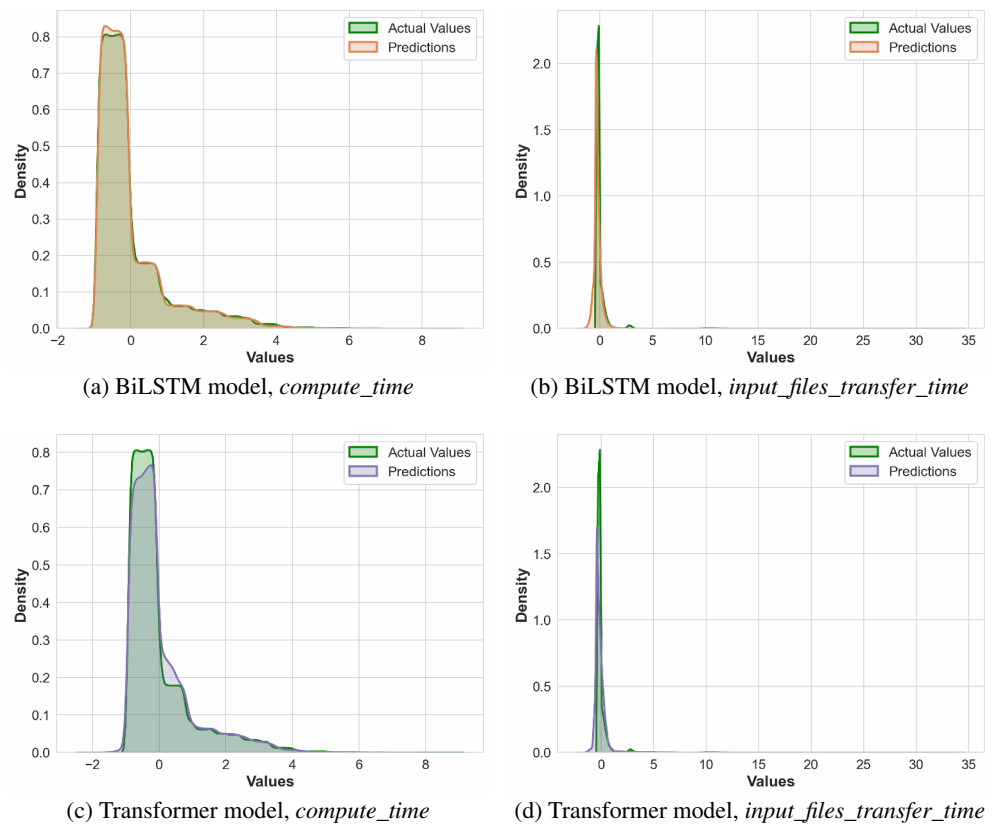 Actual Values
Predictions
Density
0.8
0.7
0.6
0.5
0.4
0.3
0.2
0.1
0.0
−2
0
2
4
6
8
Values
(a) BiLSTM model, compute_time
Actual Values
Predictions
Density
2.0
1.5
1.0
0.5
0.0
0
5
10
15
20
25
30
35
Values
(b) BiLSTM model, input_files_transfer_time
Actual Values
Predictions
Density
0.8
0.7
0.6
0.5
0.4
0.3
0.2
0.1
0.0
−2
0
2
4
6
8
Values
(c) Transformer model, compute_time
Actual Values
Predictions
Density
2.0
1.5
1.0
0.5
0.0
0
5
10
15
20
25
30
35
Values
(d) Transformer model, input_files_transfer_time